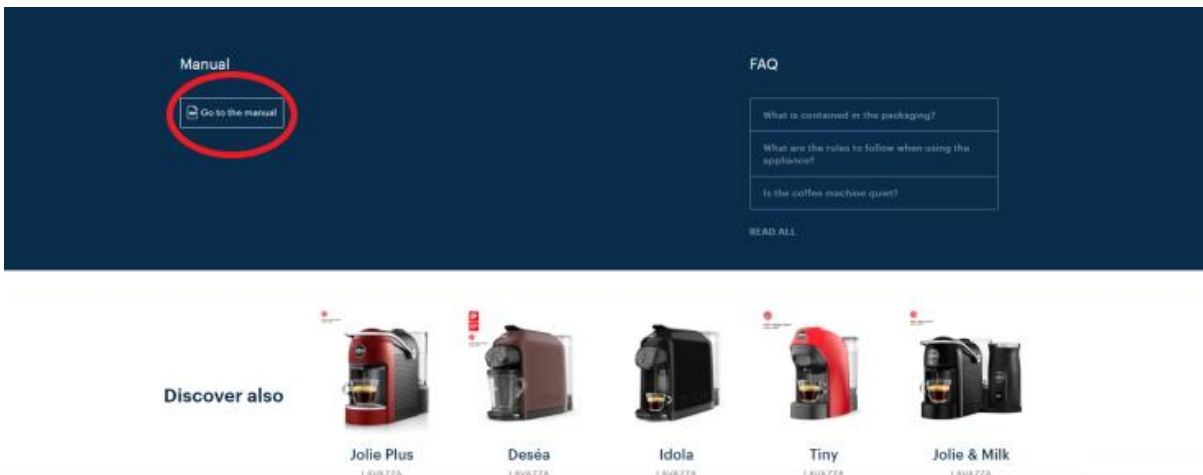 Manual
Go to the manual
FAQ
What is contained in the packaging?
What are the rules to follow when using the
appliance?
Is the coffee machine quiet?
READ ALL
Discover also
Jolie Plus
LAVAZZA
Deséa
LAVAZZA
Idola
LAVAZZA
Tiny
LAVAZZA
Jolie & Milk
LAVAZZA